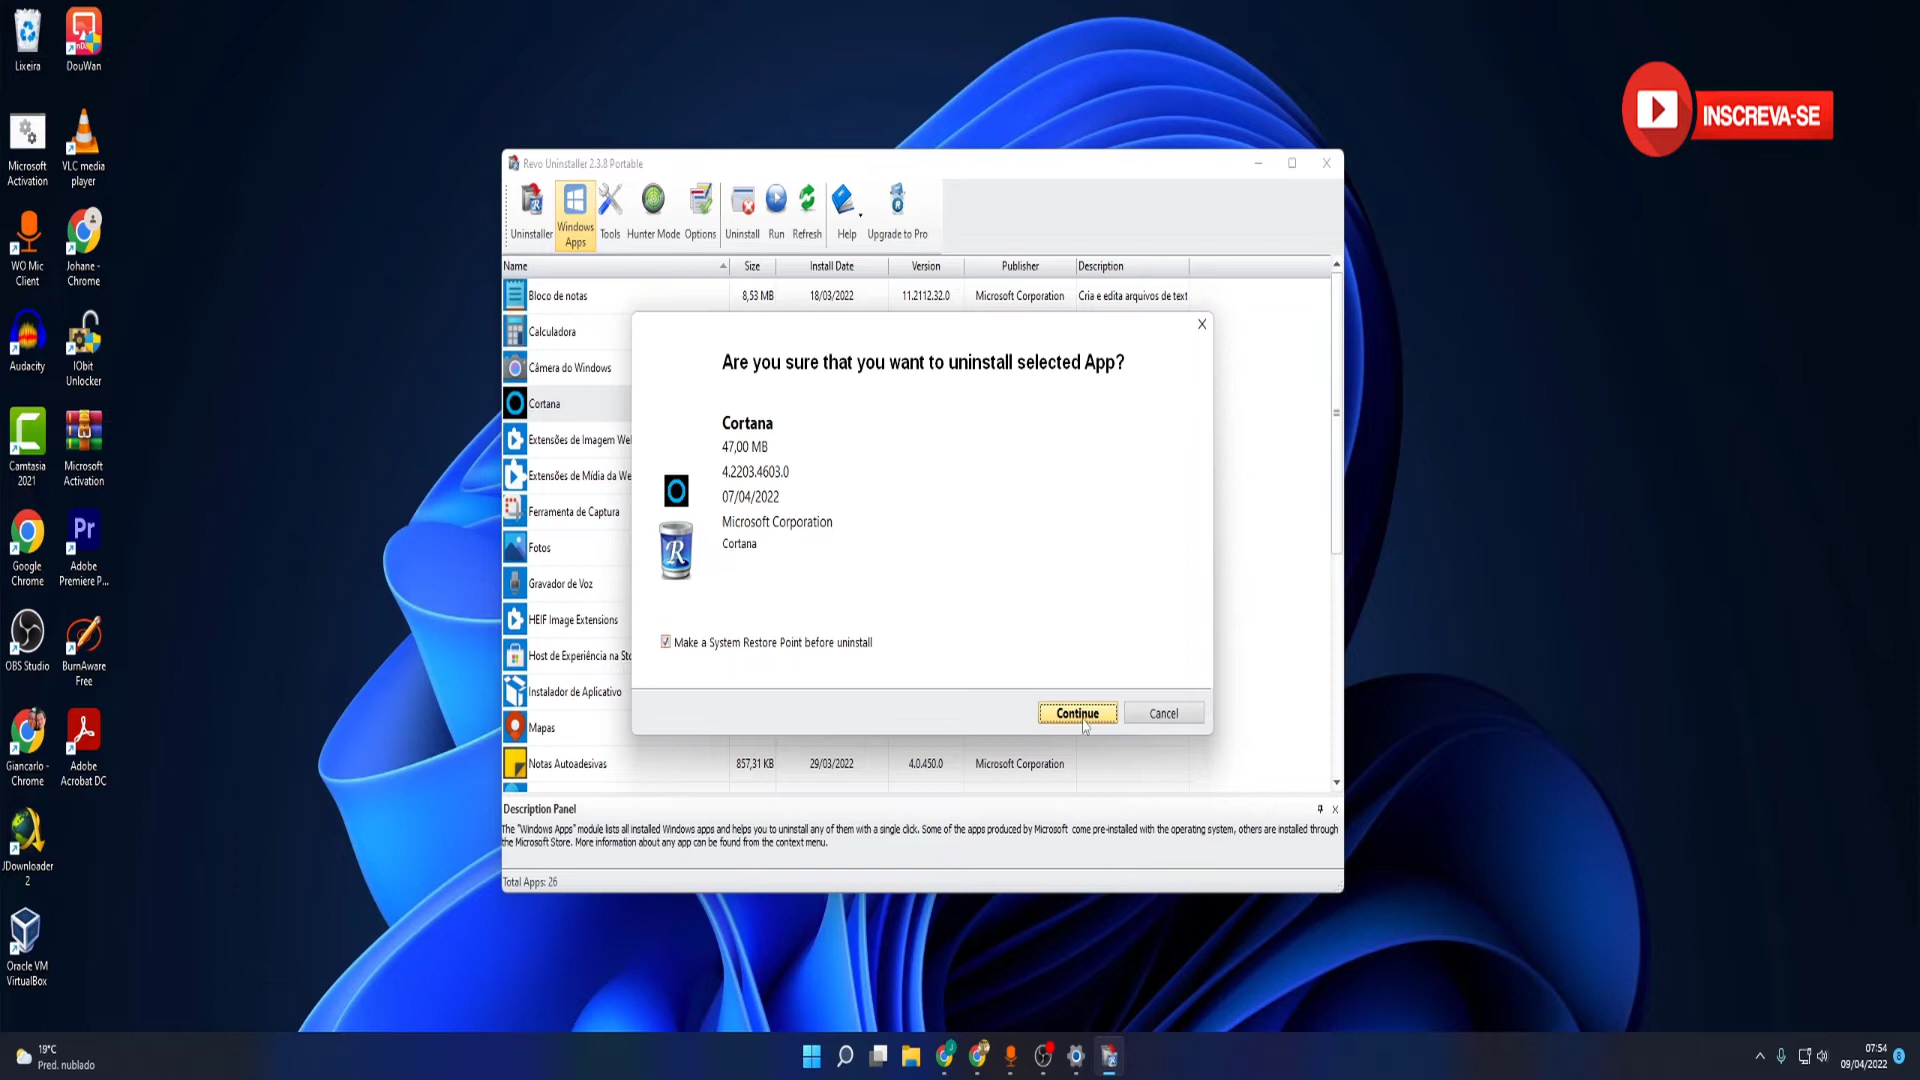 Lixeira
DouWan
Microsoft Activation
VLC media player
WO Mic Client
Johane - Chrome
Audacity
IObit Unlocker
Camtasia 2021
Microsoft Activation
Google Chrome
Adobe Premiere P...
OBS Studio
BurnAware Free
Giancarlo - Chrome
Adobe Acrobat DC
JDownloader 2
Oracle VM VirtualBox
INSCREVA-SE
Revo Uninstaller 2.3.8 Portable
Uninstaller
Windows Apps
Tools
Hunter Mode
Options
Uninstall
Run
Refresh
Help
Upgrade to Pro
Name Size Install Date Version Publisher Description
Bloco de notas 8,53 MB 18/03/2022 11.2112.32.0 Microsoft Corporation Cria e edita arquivos de text
Calculadora
Câmera do Windows
Cortana
Extensões de Imagem Wel
Extensões de Mídia da We
Ferramenta de Captura
Fotos
Gravador de Voz
HEIF Image Extensions
Host de Experiência na Sto
Instalador de Aplicativo
Mapas
Notas Autoadesivas 857,31 KB 29/03/2022 4.0.450.0 Microsoft Corporation
Are you sure that you want to uninstall selected App?
Cortana
47,00 MB
4.2203.4603.0
07/04/2022
Microsoft Corporation
Cortana
Make a System Restore Point before uninstall
Continue
Cancel
Description Panel
The "Windows Apps" module lists all installed Windows apps and helps you to uninstall any of them with a single click. Some of the apps produced by Microsoft come pre-installed with the operating system, others are installed through
the Microsoft Store. More information about any app can be found from the context menu.
Total Apps: 26
19°C
Pred. nublado
07:54
09/04/2022
8